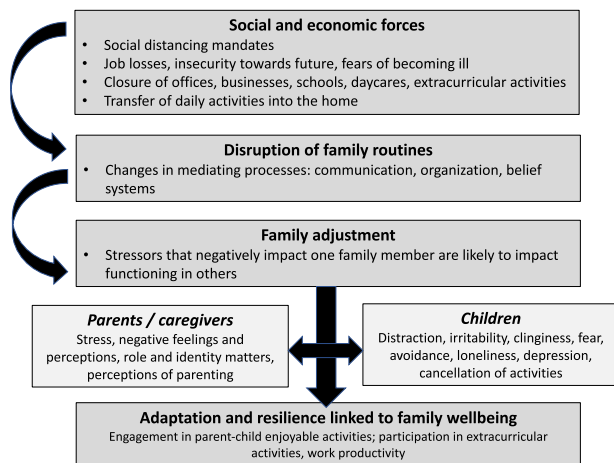 Social and economic forces
• Social distancing mandates
• Job losses, insecurity towards future, fears of becoming ill
• Closure of offices, businesses, schools, daycares, extracurricular activities
• Transfer of daily activities into the home
Disruption of family routines
• Changes in mediating processes: communication, organization, belief
systems
Family adjustment
• Stressors that negatively impact one family member are likely to impact
functioning in others
Parents / caregivers
Stress, negative feelings and
perceptions, role and identity matters,
perceptions of parenting
Children
Distraction, irritability, clinginess, fear,
avoidance, loneliness, depression,
cancellation of activities
Adaptation and resilience linked to family wellbeing
Engagement in parent-child enjoyable activities; participation in extracurricular
activities, work productivity